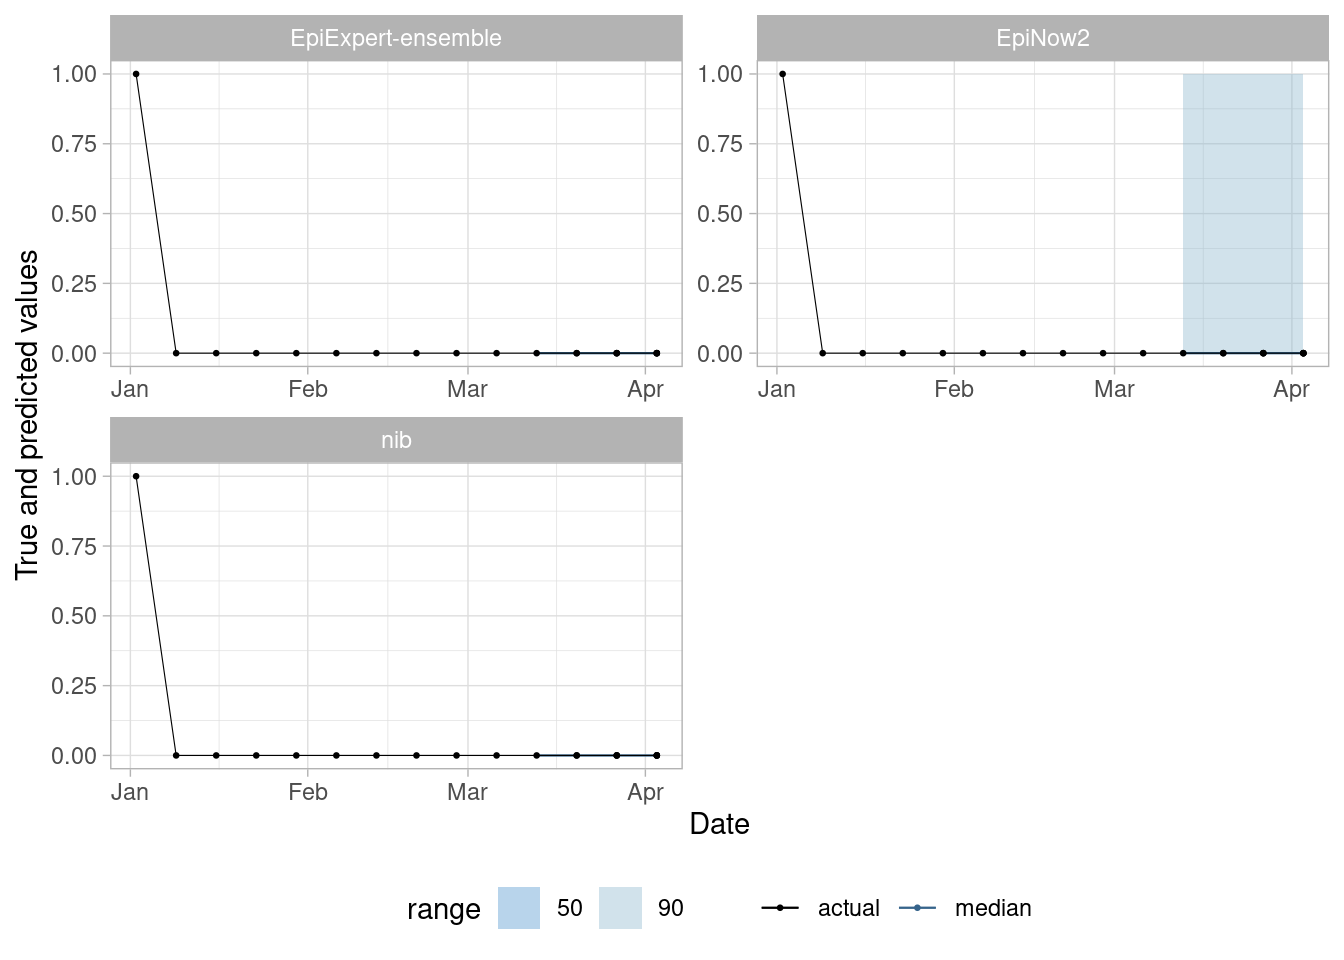 EpiExpert-ensemble
EpiNow2
1.00
0.75
0.50
0.25
0.00
Jan Feb Mar Apr
1.00
0.75
0.50
0.25
0.00
Jan Feb Mar Apr
nib
1.00
0.75
0.50
0.25
0.00
Jan Feb Mar Apr
True and predicted values
Date
range 50 90 actual median